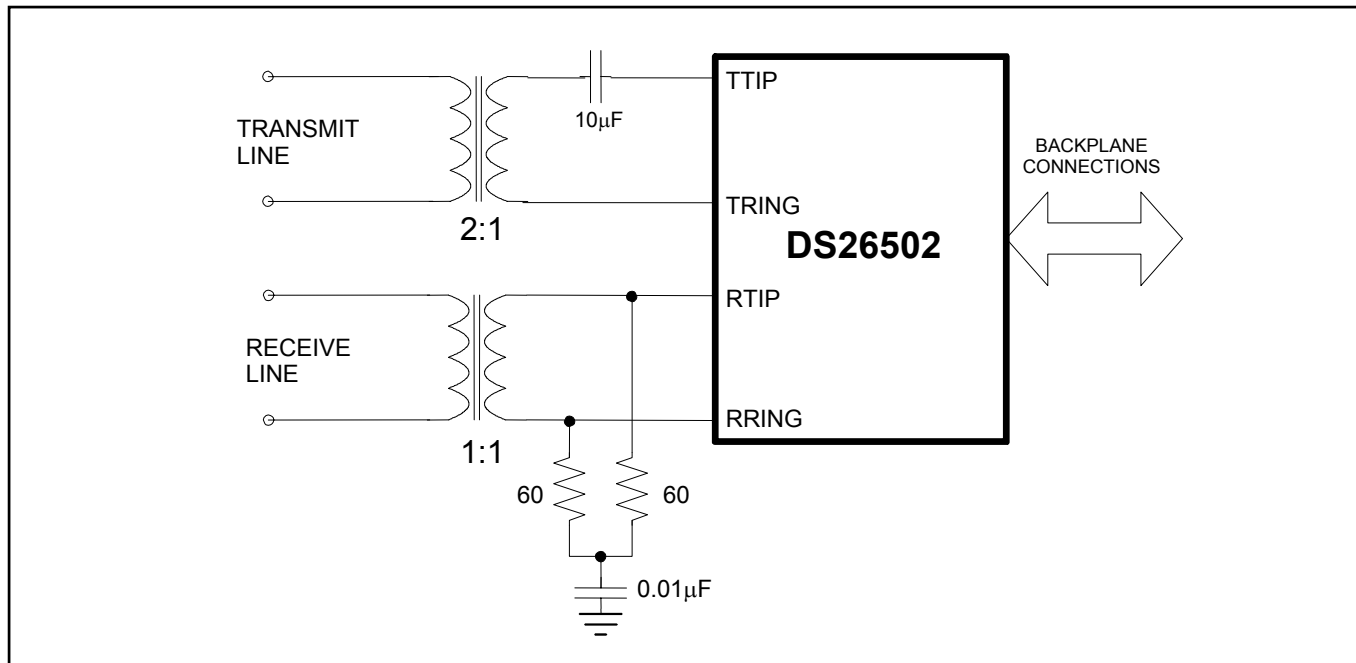 TTIP
10μF
TRANSMIT
LINE
BACKPLANE
CONNECTIONS
TRING
2:1
DS26502
RTIP
RECEIVE
LINE
RRING
1:1
60
60
0.01μF